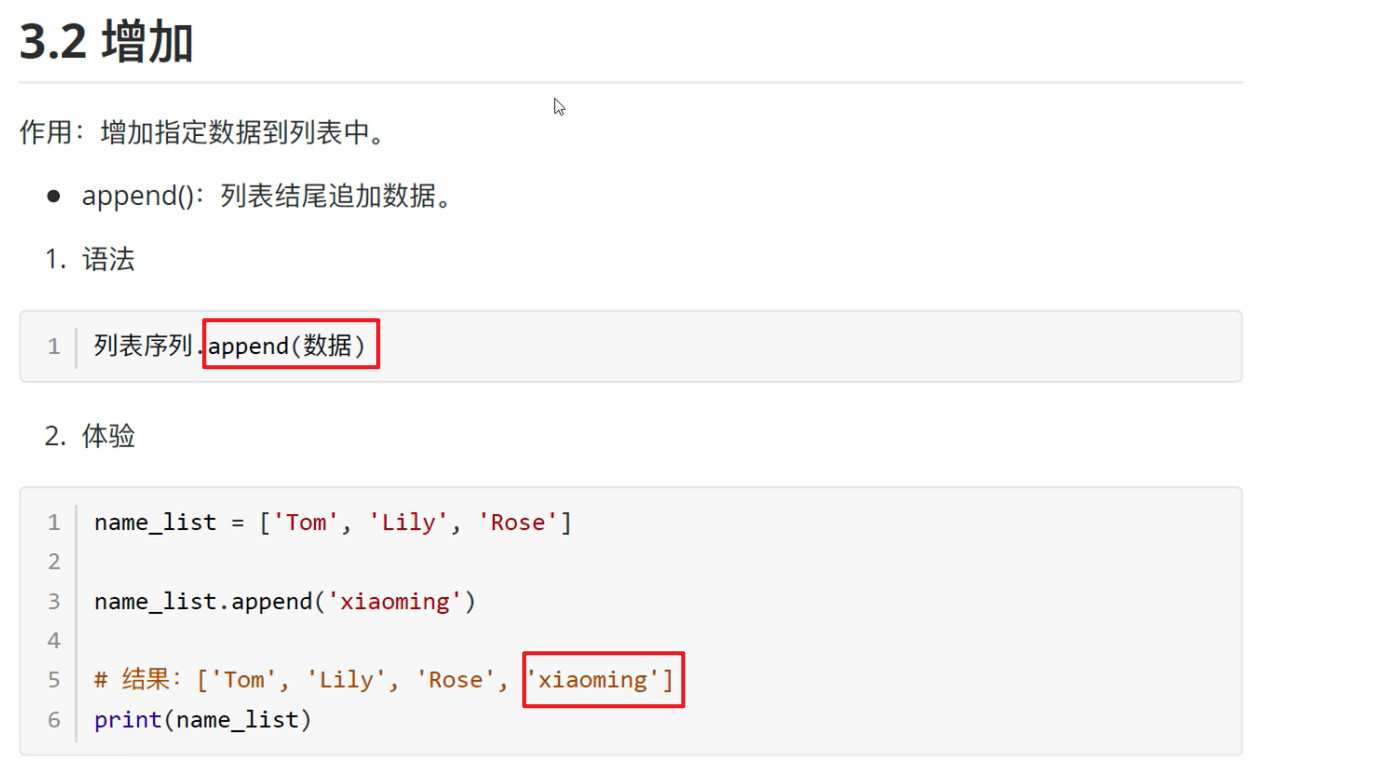 3.2 增加
作用：增加指定数据到列表中。
● append()：列表结尾追加数据。
1. 语法
1 列表序列.append(数据)
2. 体验
1 name_list = ['Tom', 'Lily', 'Rose']
2
3 name_list.append('xiaoming')
4
5 # 结果：['Tom', 'Lily', 'Rose', 'xiaoming']
6 print(name_list)